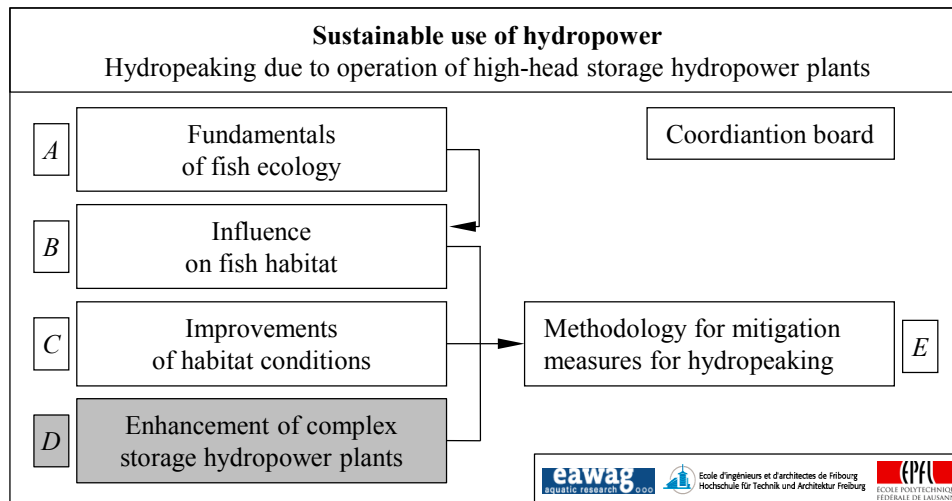 Sustainable use of hydropower
Hydropeaking due to operation of high-head storage hydropower plants
A
Fundamentals
of fish ecology
Coordiantion board
B
Influence
on fish habitat
C
Improvements
of habitat conditions
Methodology for mitigation
measures for hydropeaking
E
D
Enhancement of complex
storage hydropower plants
eawag
aquatic research
Ecole d'ingénieurs et d'architectes de Fribourg
Hochschule für Technik und Architektur Freiburg
EPFL
ÉCOLE POLYTECHNIQUE
FÉDÉRALE DE LAUSANNE